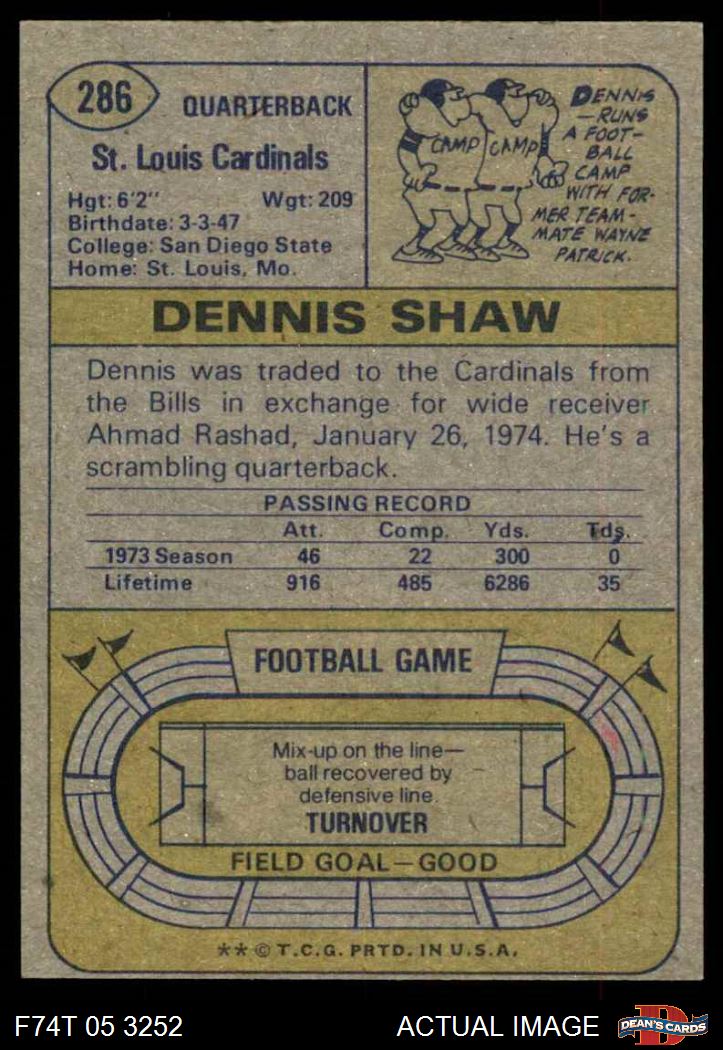 286
QUARTERBACK
St. Louis Cardinals
Hgt: 6'2" Wgt: 209
Birthdate: 3-3-47
College: San Diego State
Home: St. Louis, Mo.
CAMP CAMP
DENNIS
—RUNS
A FOOT-
BALL
CAMP
WITH FOR-
MER TEAM-
MATE WAYNE
PATRICK.
DENNIS SHAW
Dennis was traded to the Cardinals from
the Bills in exchange for wide receiver
Ahmad Rashad, January 26, 1974. He's a
scrambling quarterback.
PASSING RECORD
Att. Comp. Yds. Tds.
1973 Season 46 22 300 0
Lifetime 916 485 6286 35
FOOTBALL GAME
Mix-up on the line—
ball recovered by
defensive line.
TURNOVER
FIELD GOAL—GOOD
** © T.C.G. PRTD. IN U.S.A.
F74T 05 3252 ACTUAL IMAGE
D
DEAN'S CARDS